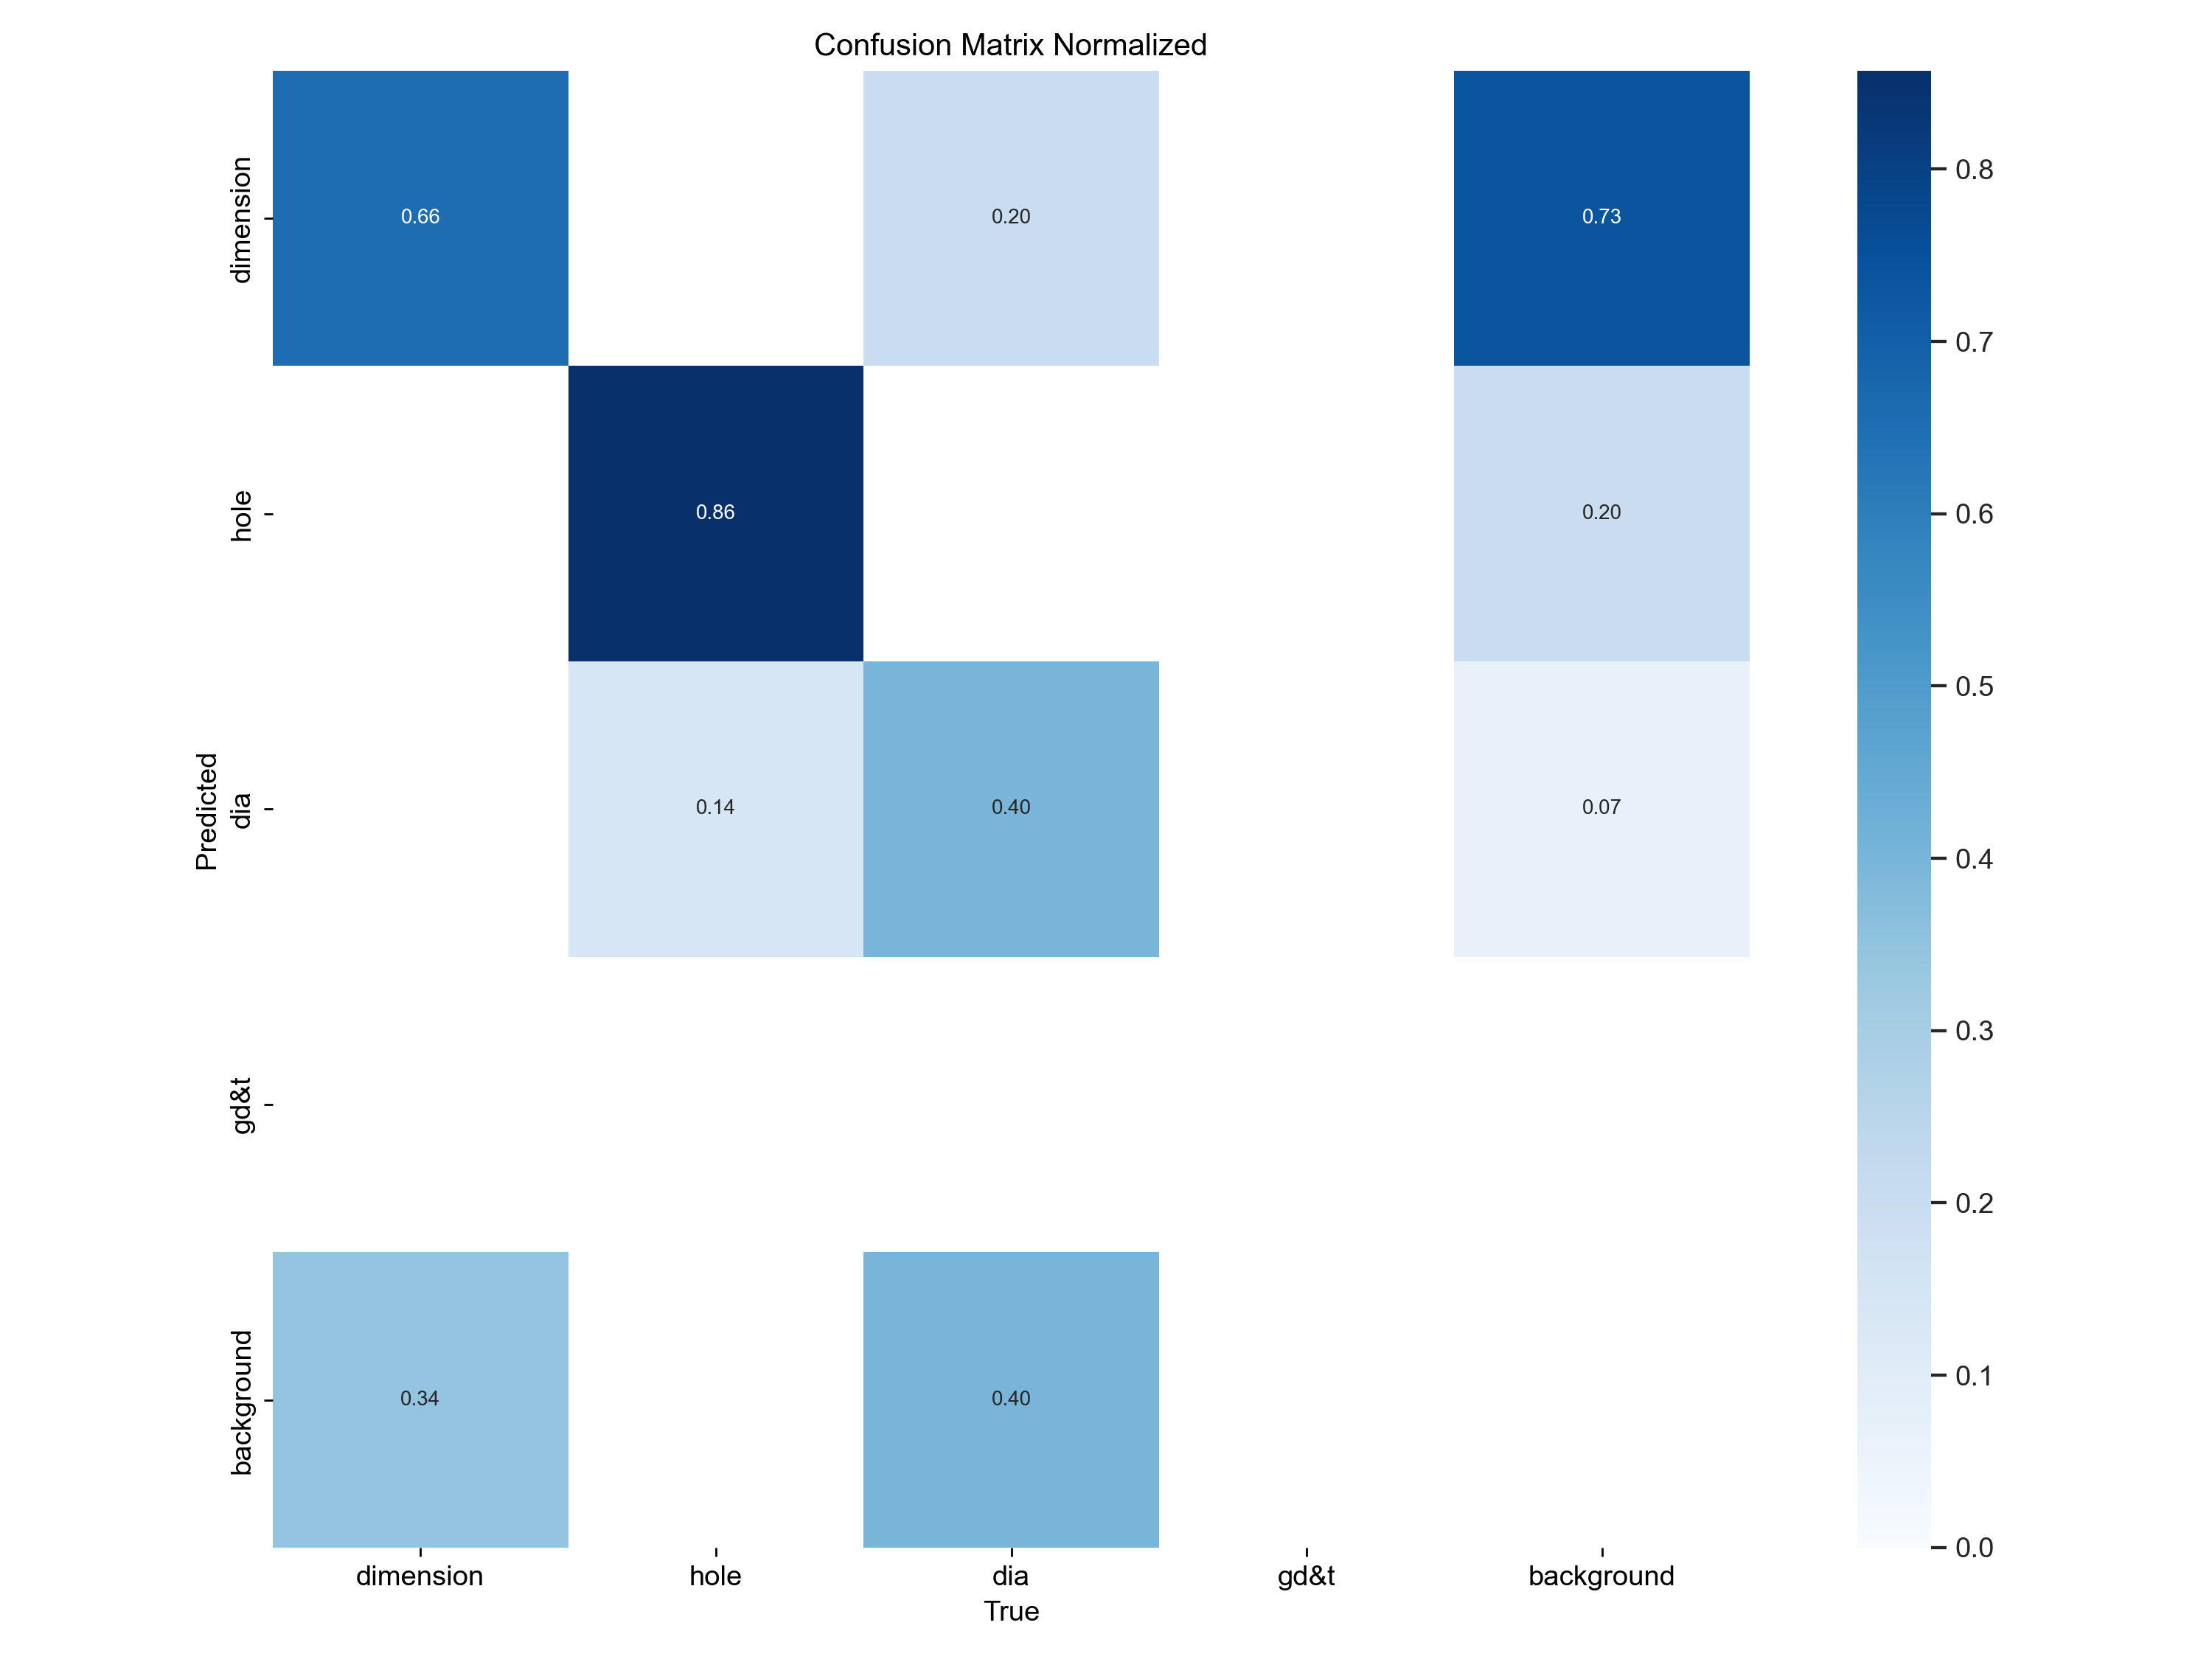 Confusion Matrix Normalized
dimension
0.66
0.20
0.73
hole
0.86
0.20
Predicted
dia
0.14
0.40
0.07
gd&t
background
0.34
0.40
dimension
hole
dia
gd&t
background
True
0.8
0.7
0.6
0.5
0.4
0.3
0.2
0.1
0.0